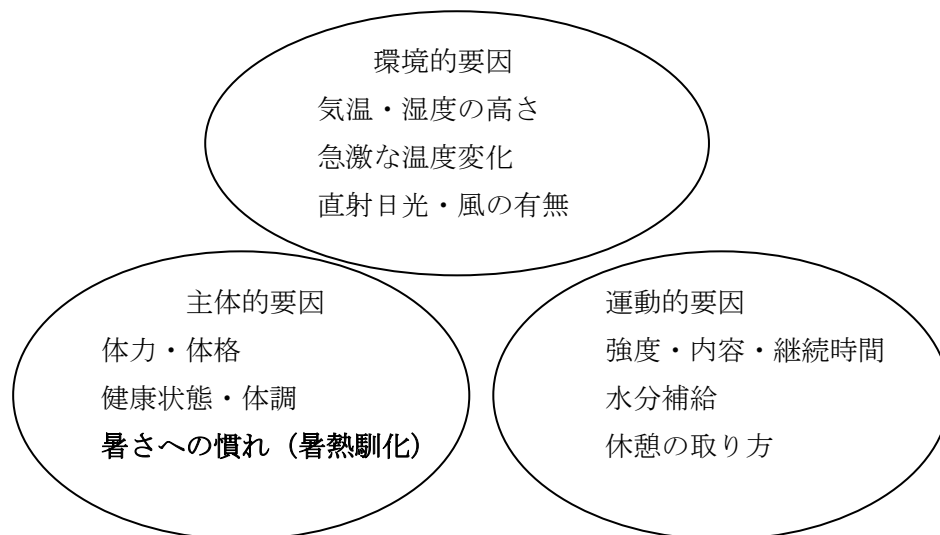 環境的要因
気温・湿度の高さ
急激な温度変化
直射日光・風の有無
主体的要因
体力・体格
健康状態・体調
暑さへの慣れ（暑熱馴化）
運動的要因
強度・内容・継続時間
水分補給
休憩の取り方